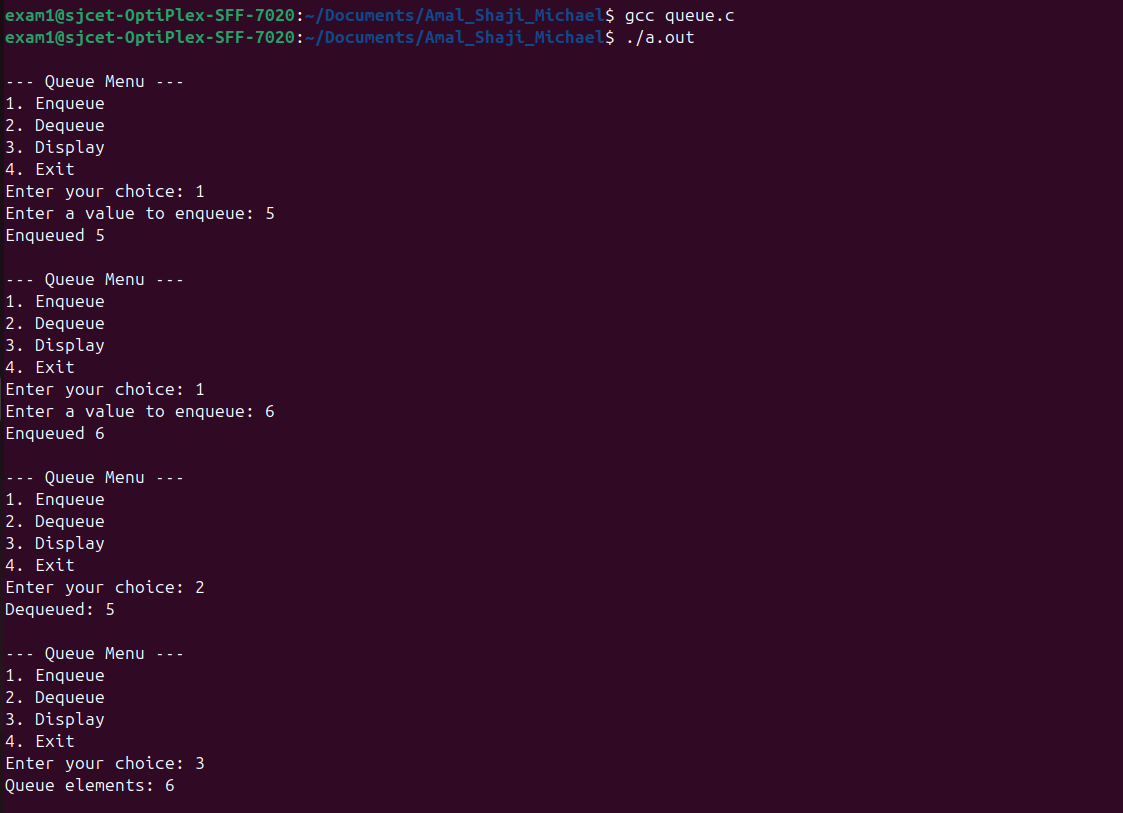 exam1@sjcet-OptiPlex-SFF-7020:~/Documents/Amal_Shaji_Michael$ gcc queue.c
exam1@sjcet-OptiPlex-SFF-7020:~/Documents/Amal_Shaji_Michael$ ./a.out
--- Queue Menu ---
1. Enqueue
2. Dequeue
3. Display
4. Exit
Enter your choice: 1
Enter a value to enqueue: 5
Enqueued 5
--- Queue Menu ---
1. Enqueue
2. Dequeue
3. Display
4. Exit
Enter your choice: 1
Enter a value to enqueue: 6
Enqueued 6
--- Queue Menu ---
1. Enqueue
2. Dequeue
3. Display
4. Exit
Enter your choice: 2
Dequeued: 5
--- Queue Menu ---
1. Enqueue
2. Dequeue
3. Display
4. Exit
Enter your choice: 3
Queue elements: 6